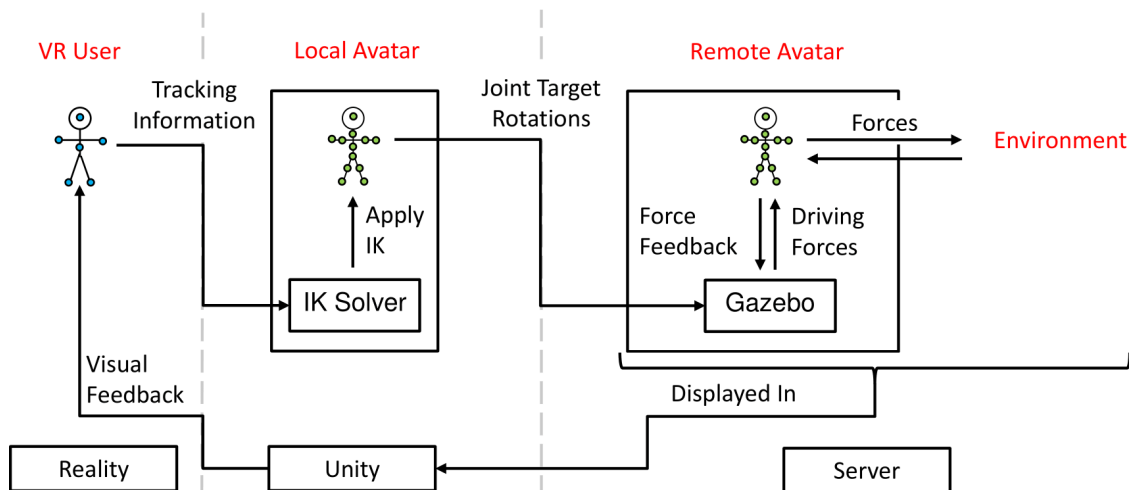 VR User
Local Avatar
Remote Avatar
Tracking
Information
Joint Target
Rotations
Forces
Environment
Apply
IK
Force
Feedback
Driving
Forces
IK Solver
Gazebo
Visual
Feedback
Displayed In
Reality
Unity
Server